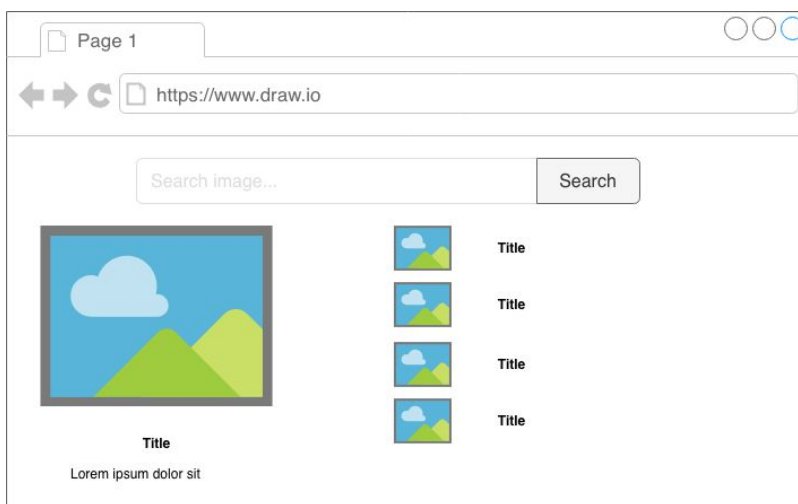 Page 1
https://www.draw.io
Search image...
Search
Title
Title
Title
Title
Title
Lorem ipsum dolor sit